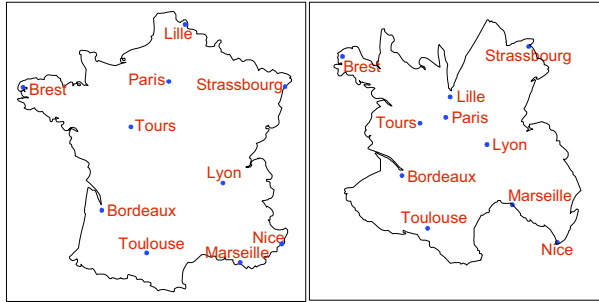 Lille
Paris
Strassbourg
Brest
Tours
Lyon
Bordeaux
Nice
Toulouse
Marseille
Strassbourg
Brest
Lille
Paris
Tours
Lyon
Bordeaux
Marseille
Toulouse
Nice